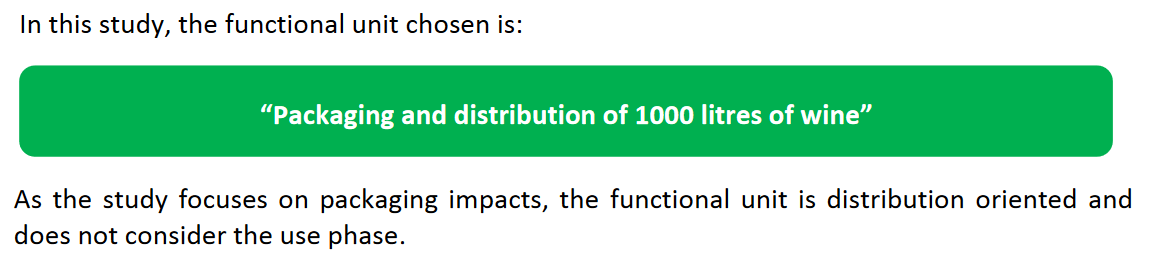 In this study, the functional unit chosen is:
“Packaging and distribution of 1000 litres of wine”
As the study focuses on packaging impacts, the functional unit is distribution oriented and
does not consider the use phase.